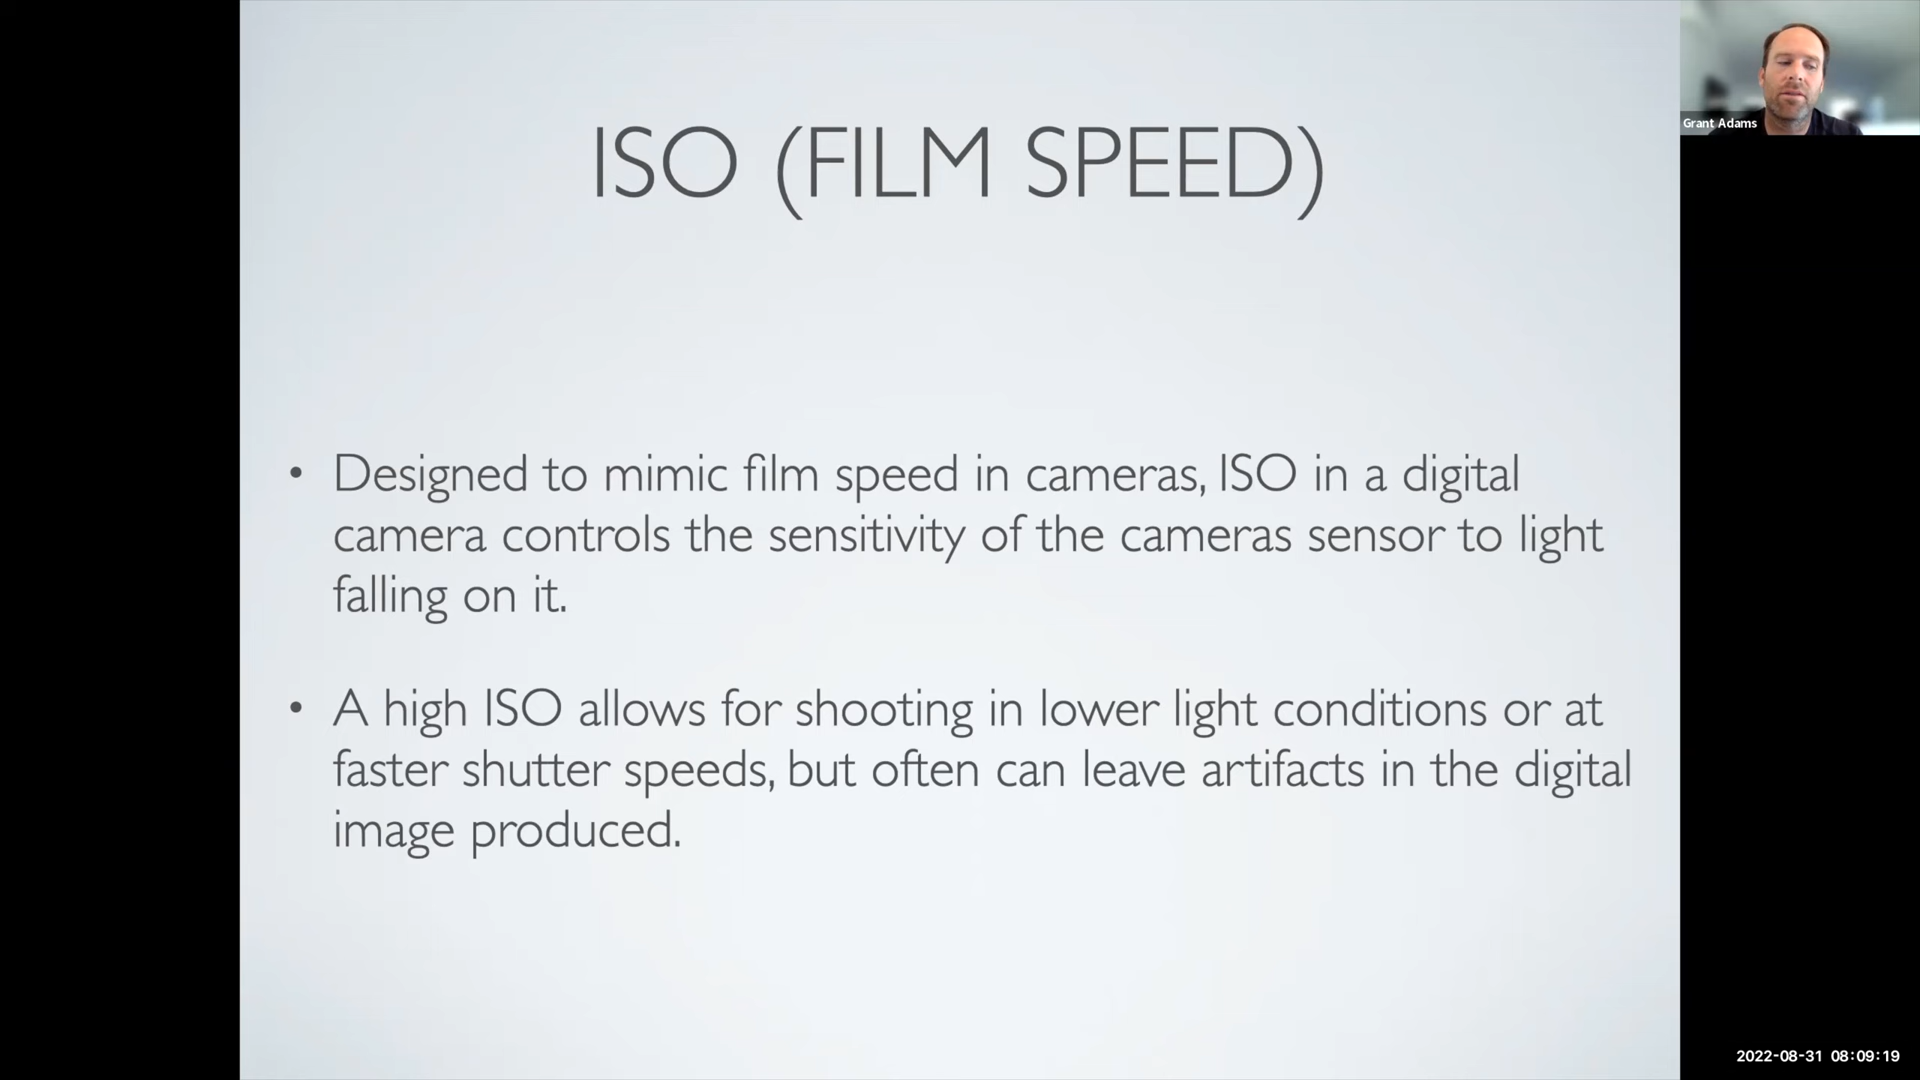 ISO (FILM SPEED)
Grant Adams
• Designed to mimic film speed in cameras, ISO in a digital
camera controls the sensitivity of the cameras sensor to light
falling on it.
• A high ISO allows for shooting in lower light conditions or at
faster shutter speeds, but often can leave artifacts in the digital
image produced.
2022-08-31 08:09:19